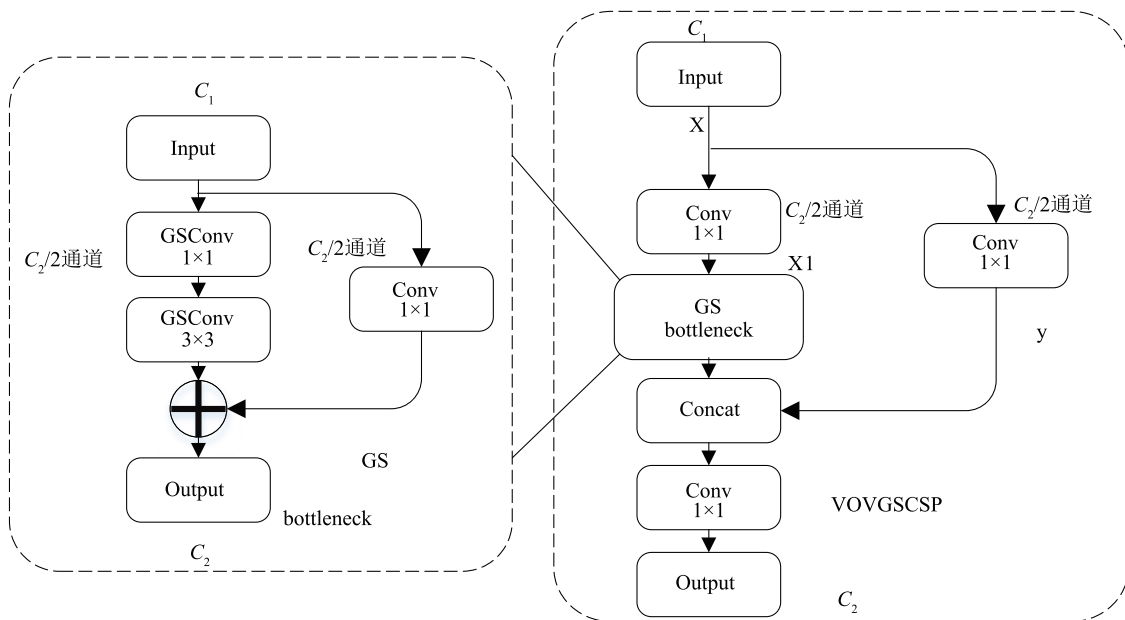 C₁
Input
GSConv
1×1
C₂/2通道
GSConv
3×3
C₂/2通道
Conv
1×1
Output
GS
bottleneck
C₂
C₁
Input
X
Conv
1×1
C₂/2通道
C₂/2通道
Conv
1×1
X1
GS
bottleneck
y
Concat
Conv
1×1
VOVGSCSP
Output
C₂